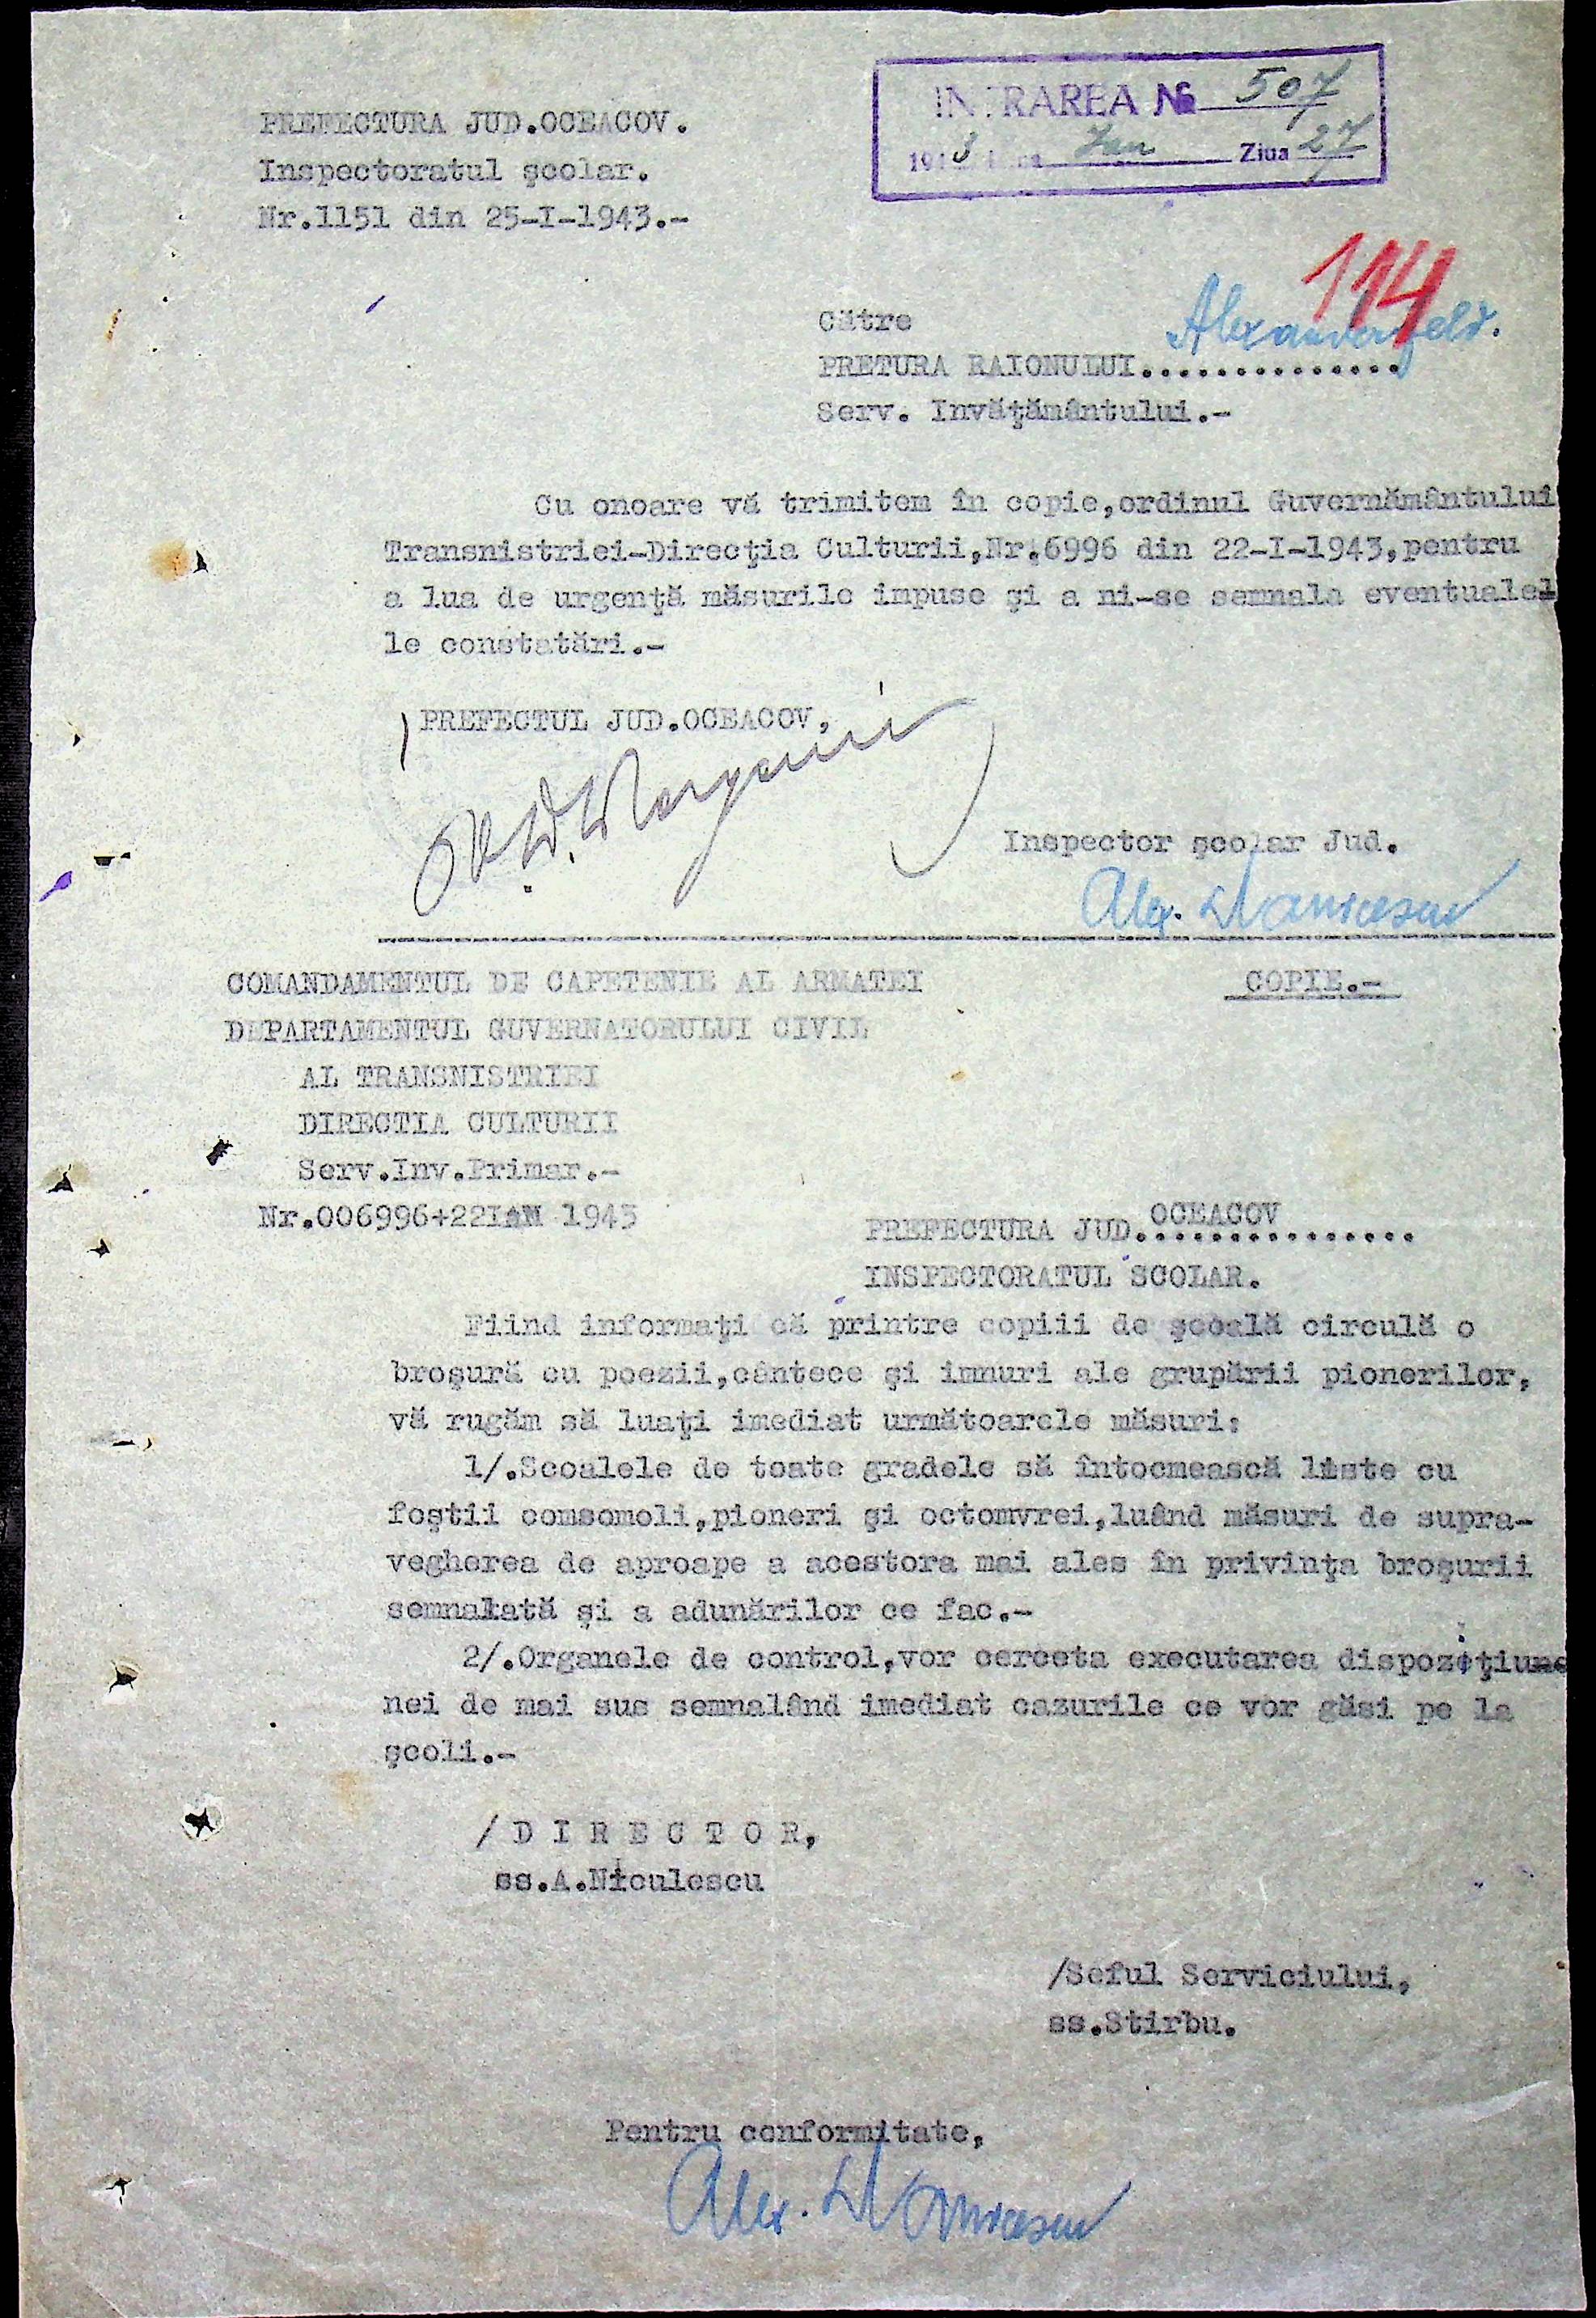 INTRAREA № 507
1943 Luna Jan Ziua 27
PREFECTURA JUD.OCEACOV.
Inspectoratul şcolar.
Nr.1151 din 25-I-1943.-
114
Către
Alexanderfeld.
PRETURA RAIONULUI..............
Serv. Invăţământului.-
Cu onoare vă trimitem în copie,ordinul Guvernământului
Transnistriei-Direcţia Culturii,Nr.6996 din 22-I-1943,pentru
a lua de urgenţă măsurile impuse şi a ni-se semnala eventualel
le constatări.-
PREFECTUL JUD.OCEACOV,
Inspector şcolar Jud.
Alex.
COMANDAMENTUL DE CAPETENIE AL ARMATEI
COPIE.-
DEPARTAMENTUL GUVERNATORULUI CIVIL
AL TRANSNISTRIEI
DIRECTIA CULTURII
Serv.Inv.Primar.-
Nr.006996+22IAN 1943
PREFECTURA JUD.OCEACOV...............
INSPECTORATUL SCOLAR.
Fiind informaţi că printre copiii de şcoală circulă o
broşură cu poezii,cântece şi imnuri ale grupării pionerilor,
vă rugăm să luaţi imediat următoarele măsuri:
1/.Scoalele de toate gradele să întocmească liste cu
foştii comsomoli,pioneri şi octomvrei,luând măsuri de supra-
vegherea de aproape a acestora mai ales în privinţa broşurii
semnalată şi a adunărilor ce fac.-
2/.Organele de control,vor cerceta executarea dispoziţiune
nei de mai sus semnalând imediat cazurile ce vor găsi pe la
şcoli.-
/D I R E C T O R,
ss.A.Niculescu
/Seful Serviciului,
ss.Stirbu.
Pentru conformitate,
Alex.